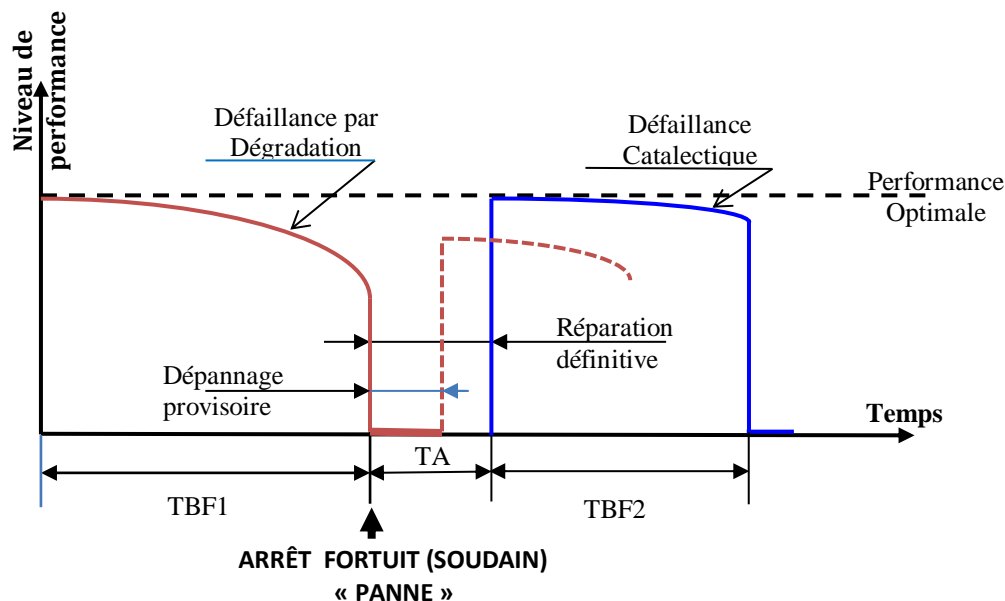 Niveau de
performance
Défaillance par
Dégradation
Défaillance
Catalectique
Performance
Optimale
Réparation
définitive
Dépannage
provisoire
Temps
TA
TBF1
TBF2
ARRÊT FORTUIT (SOUDAIN)
« PANNE »